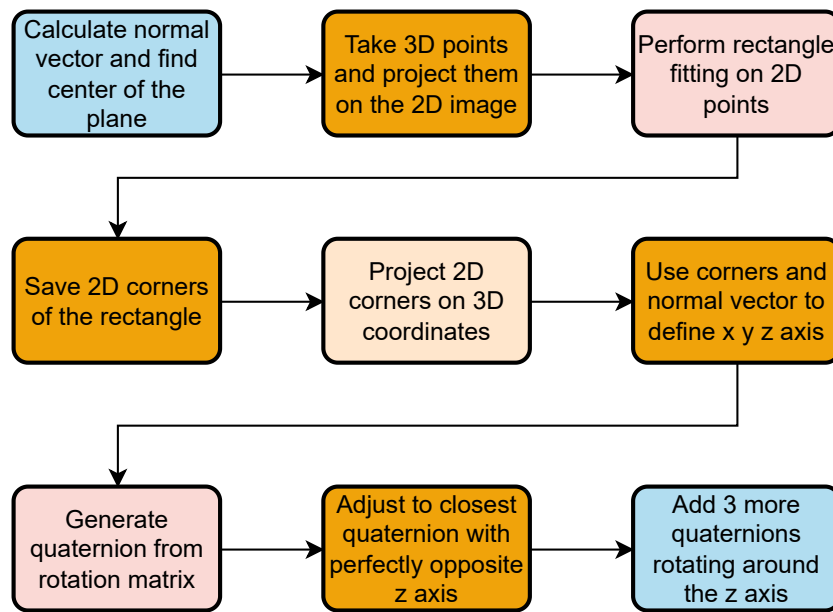 Calculate normal
vector and find
center of the
plane
Take 3D points
and project them
on the 2D image
Perform rectangle
fitting on 2D
points
Save 2D corners
of the rectangle
Project 2D
corners on 3D
coordinates
Use corners and
normal vector to
define x y z axis
Generate
quaternion from
rotation matrix
Adjust to closest
quaternion with
perfectly opposite
z axis
Add 3 more
quaternions
rotating around
the z axis